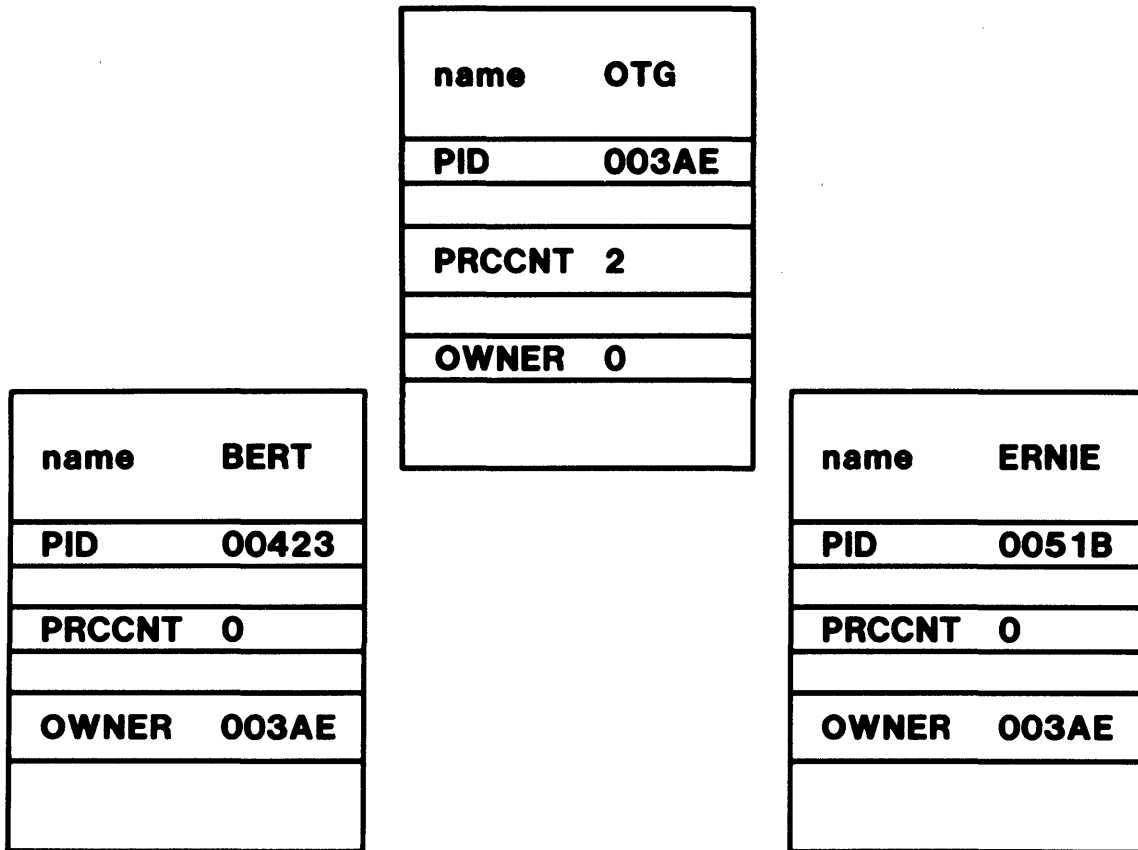 name OTG
PID 003AE
PRCCNT 2
OWNER 0
name BERT
PID 00423
PRCCNT 0
OWNER 003AE
name ERNIE
PID 0051B
PRCCNT 0
OWNER 003AE